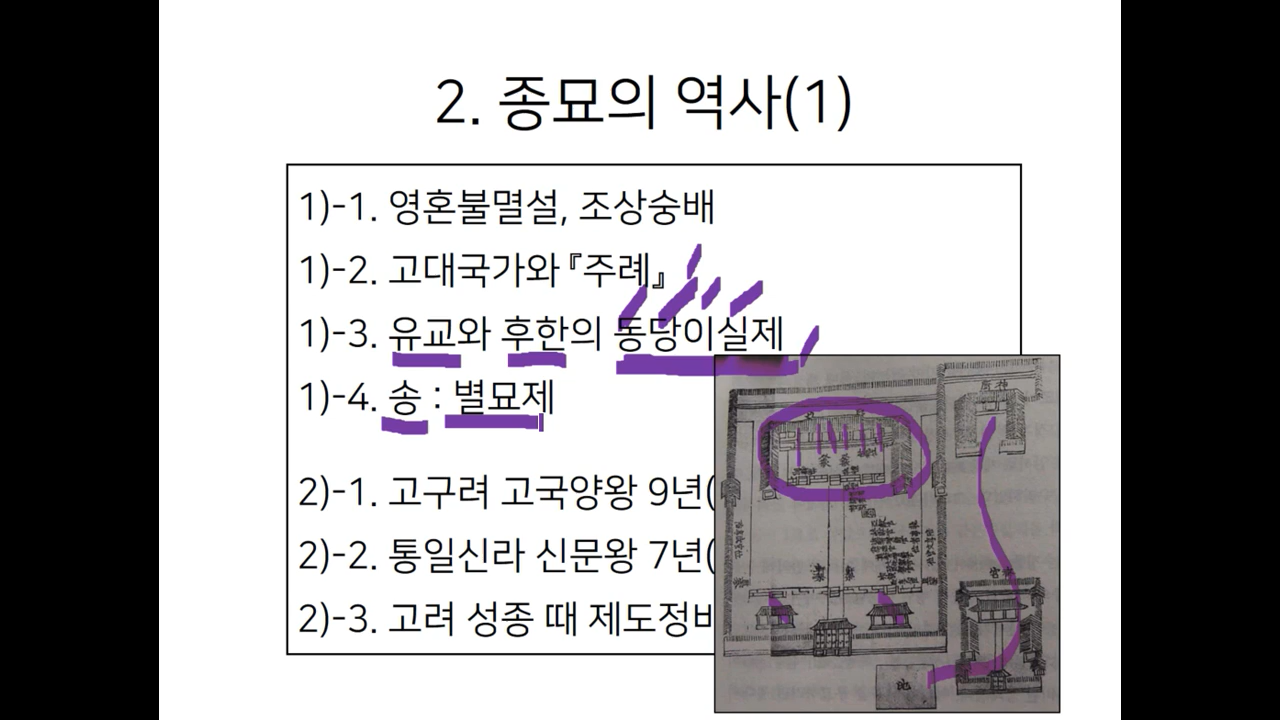 2. 종묘의 역사(1)
1)-1. 영혼불멸설, 조상숭배
1)-2. 고대국가와『주례』
1)-3. 유교와 후한의 동당이실제
1)-4. 송 : 별묘제
2)-1. 고구려 고국양왕 9년(
2)-2. 통일신라 신문왕 7년(
2)-3. 고려 성종 때 제도정비